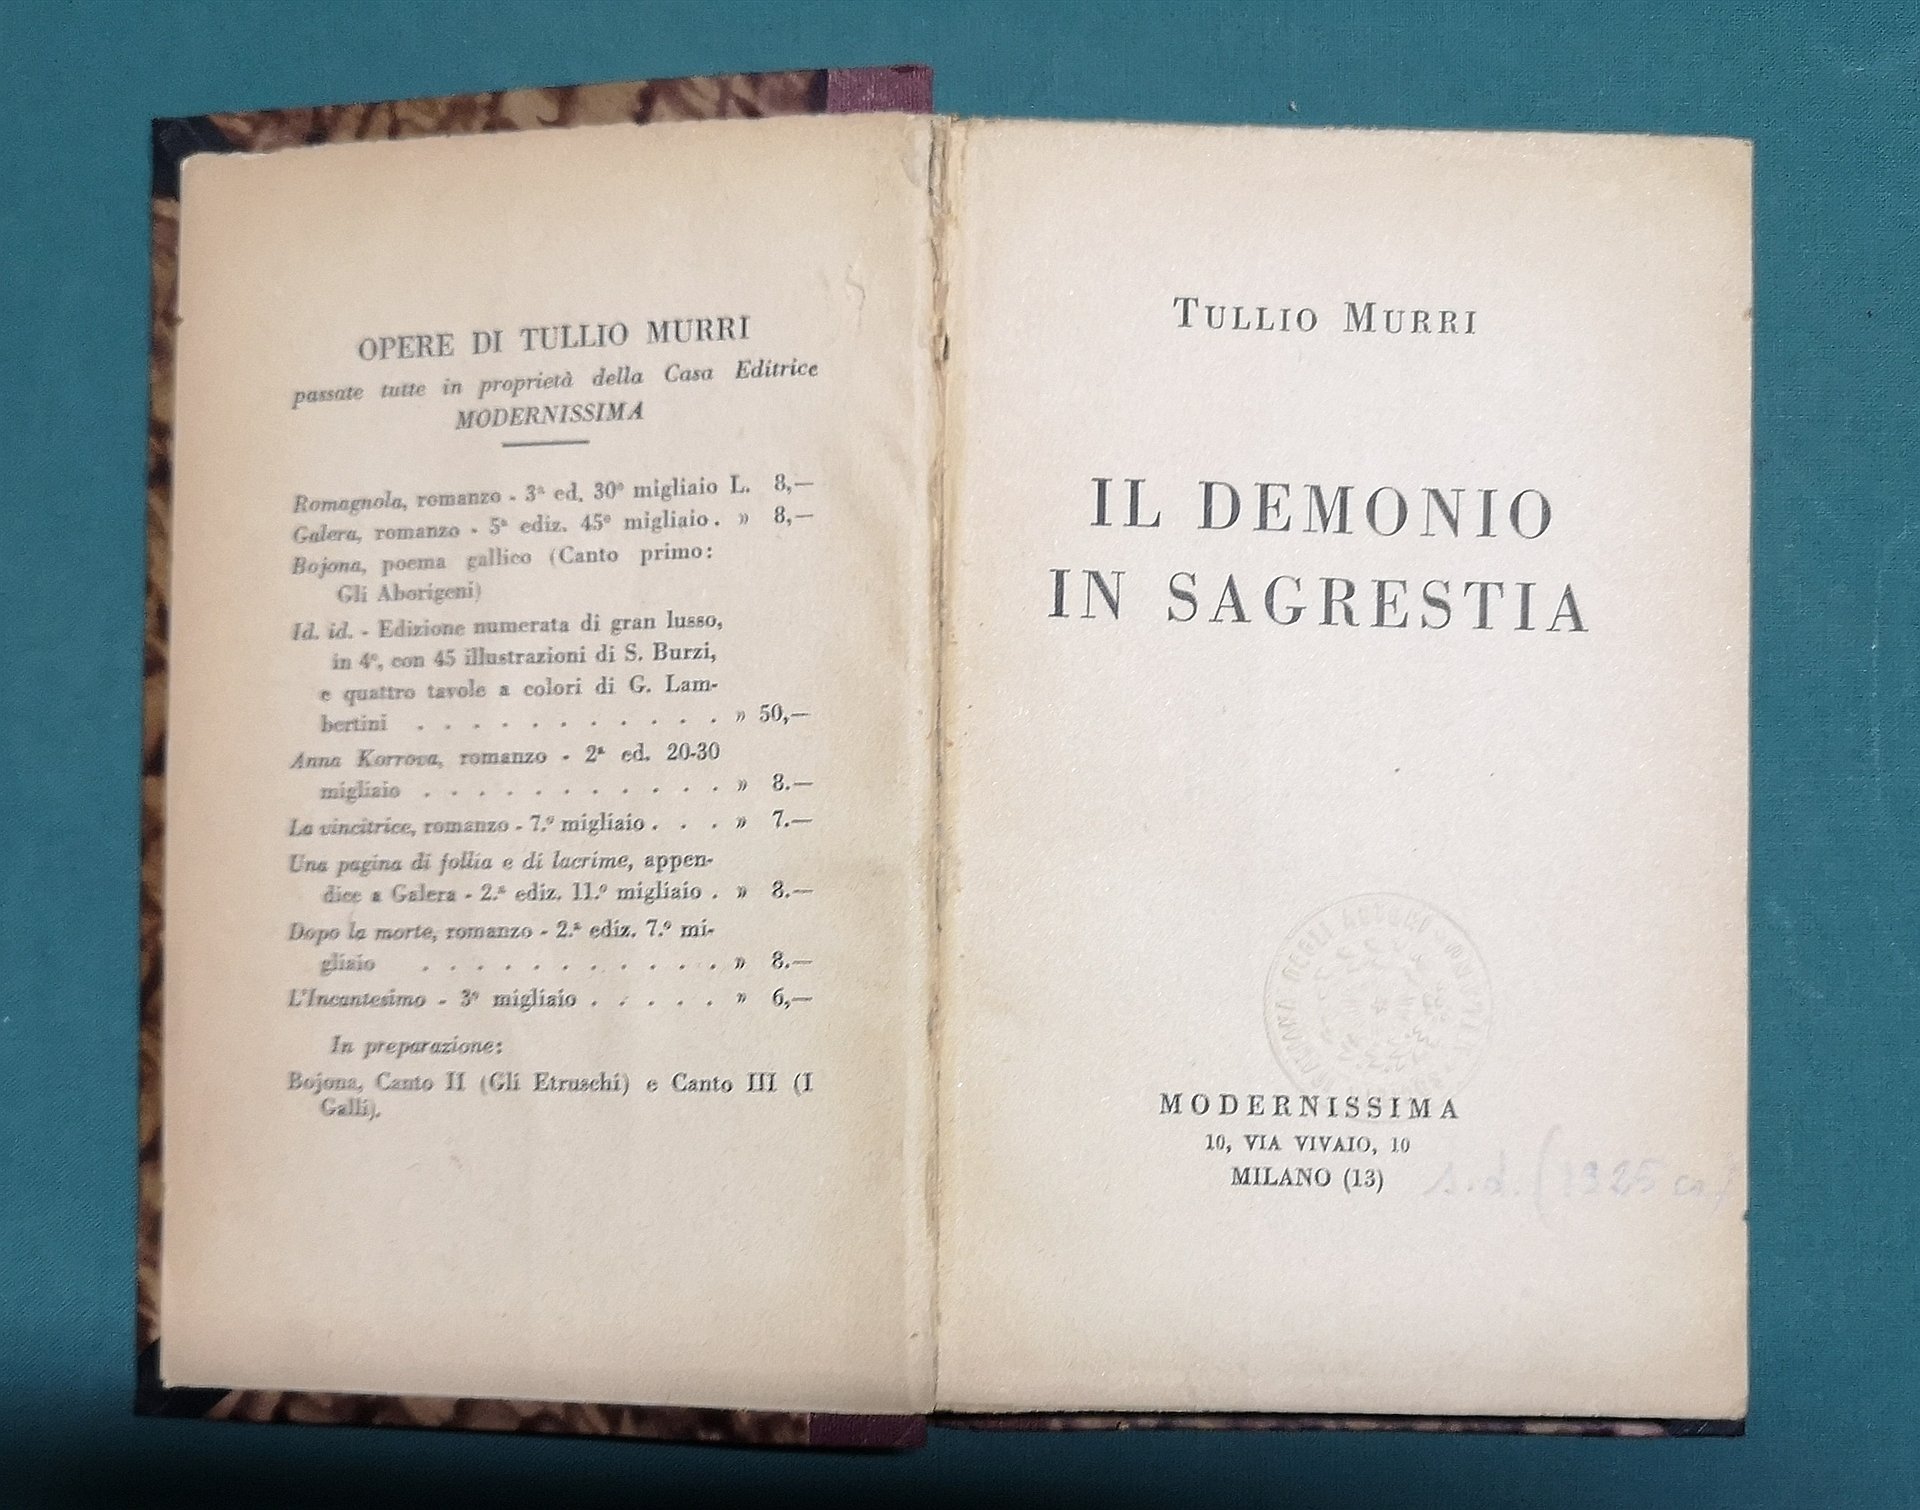 OPERE DI TULLIO MURRI
passate tutte in proprietà della Casa Editrice
MODERNISSIMA
Romagnola, romanzo - 3ª ed. 30º migliaio L. 8,—
Galera, romanzo - 5ª ediz. 45º migliaio . » 8,—
Bojona, poema gallico (Canto primo:
Gli Aborigeni)
Id. id. - Edizione numerata di gran lusso,
in 4º, con 45 illustrazioni di S. Burzi,
e quattro tavole a colori di G. Lam-
bertini . . . . . . . . . . . » 50,—
Anna Korrova, romanzo - 2ª ed. 20-30
migliaio . . . . . . . . . . . » 8.—
La vincitrice, romanzo - 7.º migliaio . . . » 7.—
Una pagina di follia e di lacrime, appen-
dice a Galera - 2.ª ediz. 11.º migliaio . » 8.—
Dopo la morte, romanzo - 2.ª ediz. 7.º mi-
gliaio . . . . . . . . . . . » 8.—
L'Incantesimo - 3º migliaio . . . . . . » 6,—
In preparazione:
Bojona, Canto II (Gli Etruschi) e Canto III (I
Galli).
TULLIO MURRI
IL DEMONIO
IN SAGRESTIA
MODERNISSIMA
10, VIA VIVAIO, 10
MILANO (13)
s.d. (1925 ca)